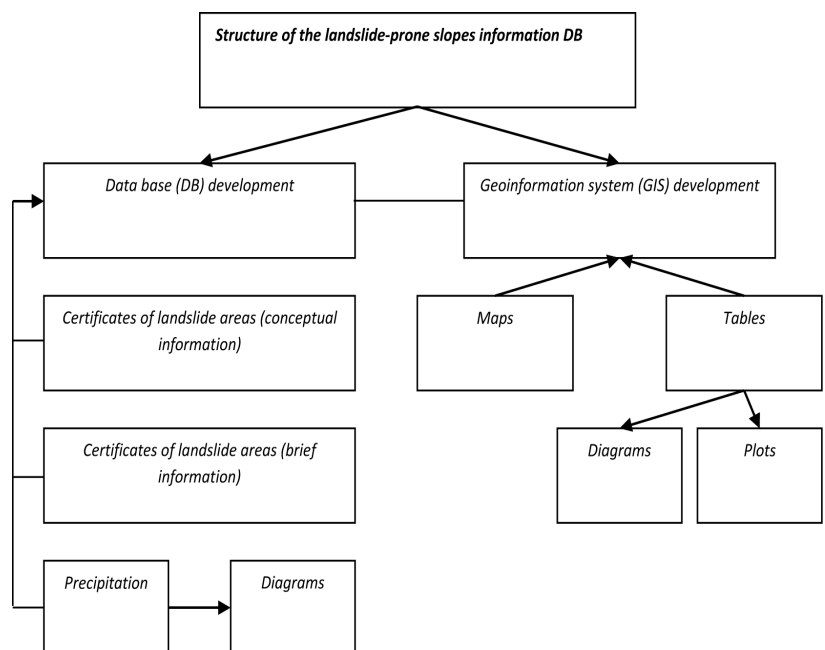 Structure of the landslide-prone slopes information DB
Data base (DB) development
Geoinformation system (GIS) development
Certificates of landslide areas (conceptual
information)
Maps
Tables
Certificates of landslide areas (brief
information)
Diagrams
Plots
Precipitation
Diagrams